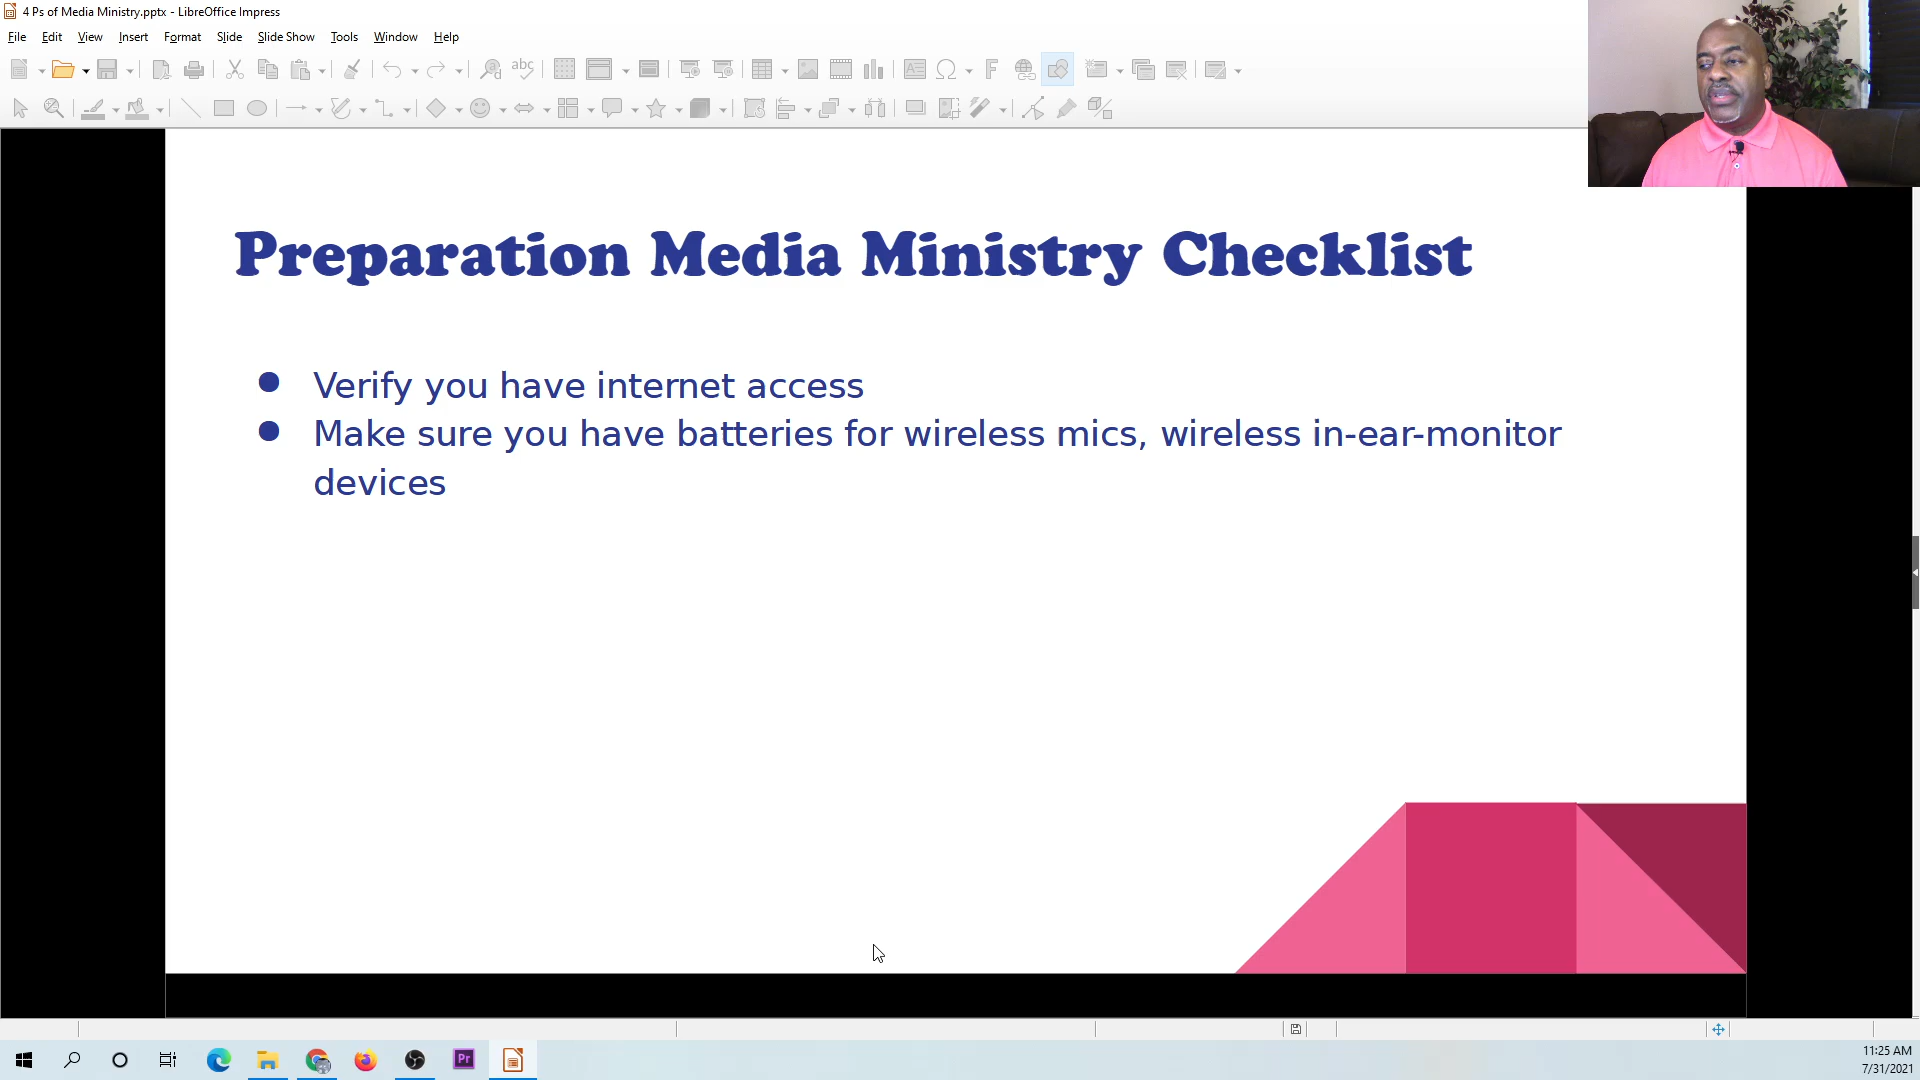 4 Ps of Media Ministry.pptx - LibreOffice Impress
File Edit View Insert Format Slide Slide Show Tools Window Help
Preparation Media Ministry Checklist
● Verify you have internet access
● Make sure you have batteries for wireless mics, wireless in-ear-monitor
devices
Pr
11:25 AM
7/31/2021